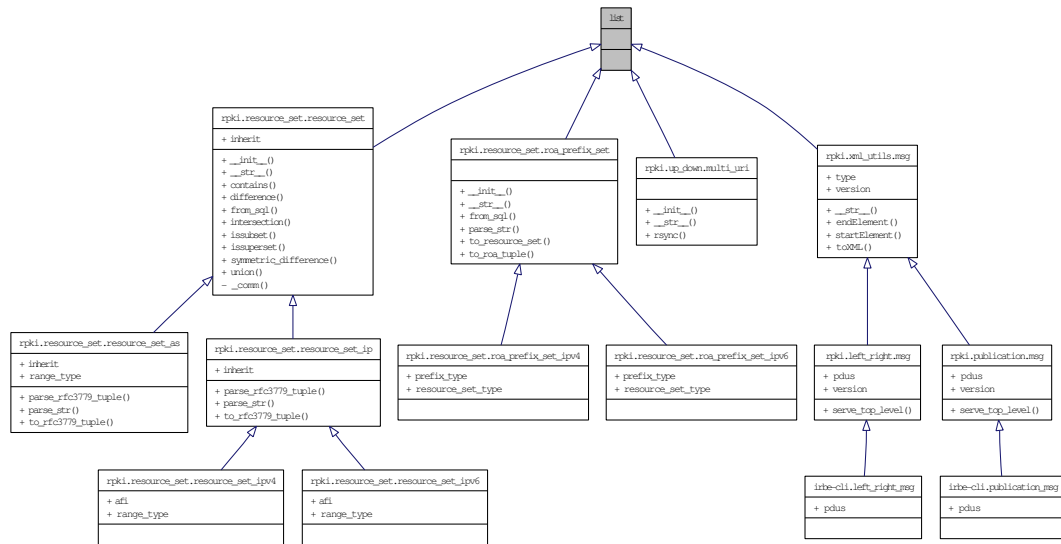 list
rpki.resource_set.resource_set
+ inherit
+ __init__()
+ __str__()
+ contains()
+ difference()
+ from_sql()
+ intersection()
+ issubset()
+ issuperset()
+ symmetric_difference()
+ union()
- _comm()
rpki.resource_set.roa_prefix_set
+ __init__()
+ __str__()
+ from_sql()
+ parse_str()
+ to_resource_set()
+ to_roa_tuple()
rpki.up_down.multi_uri
+ __init__()
+ __str__()
+ rsync()
rpki.xml_utils.msg
+ type
+ version
+ __str__()
+ endElement()
+ startElement()
+ toXML()
rpki.resource_set.resource_set_as
+ inherit
+ range_type
+ parse_rfc3779_tuple()
+ parse_str()
+ to_rfc3779_tuple()
rpki.resource_set.resource_set_ip
+ inherit
+ parse_rfc3779_tuple()
+ parse_str()
+ to_rfc3779_tuple()
rpki.resource_set.roa_prefix_set_ipv4
+ prefix_type
+ resource_set_type
rpki.resource_set.roa_prefix_set_ipv6
+ prefix_type
+ resource_set_type
rpki.left_right.msg
+ pdus
+ version
+ serve_top_level()
rpki.publication.msg
+ pdus
+ version
+ serve_top_level()
rpki.resource_set.resource_set_ipv4
+ afi
+ range_type
rpki.resource_set.resource_set_ipv6
+ afi
+ range_type
irbe-cli.left_right_msg
+ pdus
irbe-cli.publication_msg
+ pdus